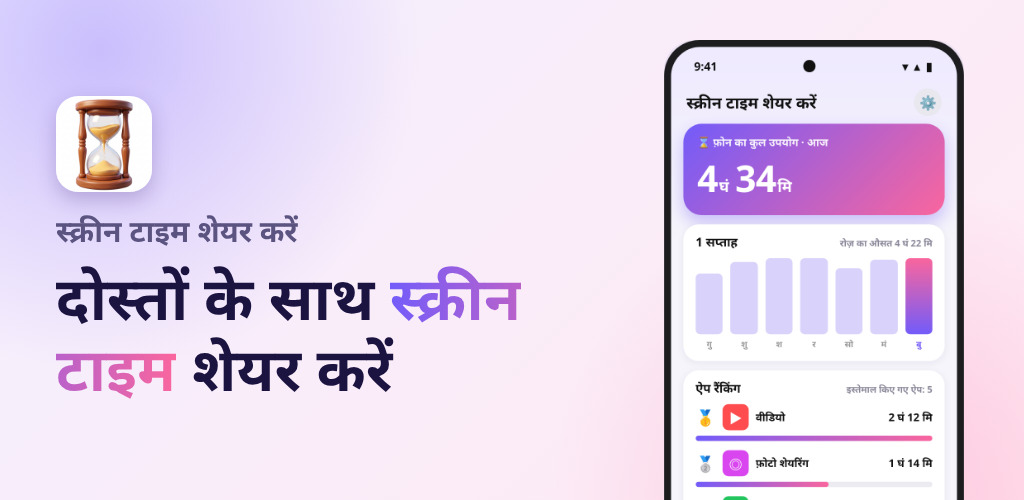 स्क्रीन टाइम शेयर करें
दोस्तों के साथ स्क्रीन
टाइम शेयर करें
9:41
स्क्रीन टाइम शेयर करें
फ़ोन का कुल उपयोग · आज
4घं 34मि
1 सप्ताह
रोज़ का औसत 4 घं 22 मि
गु शु श र सो मं बु
ऐप रैंकिंग
इस्तेमाल किए गए ऐप: 5
वीडियो
2 घं 12 मि
फ़ोटो शेयरिंग
1 घं 14 मि